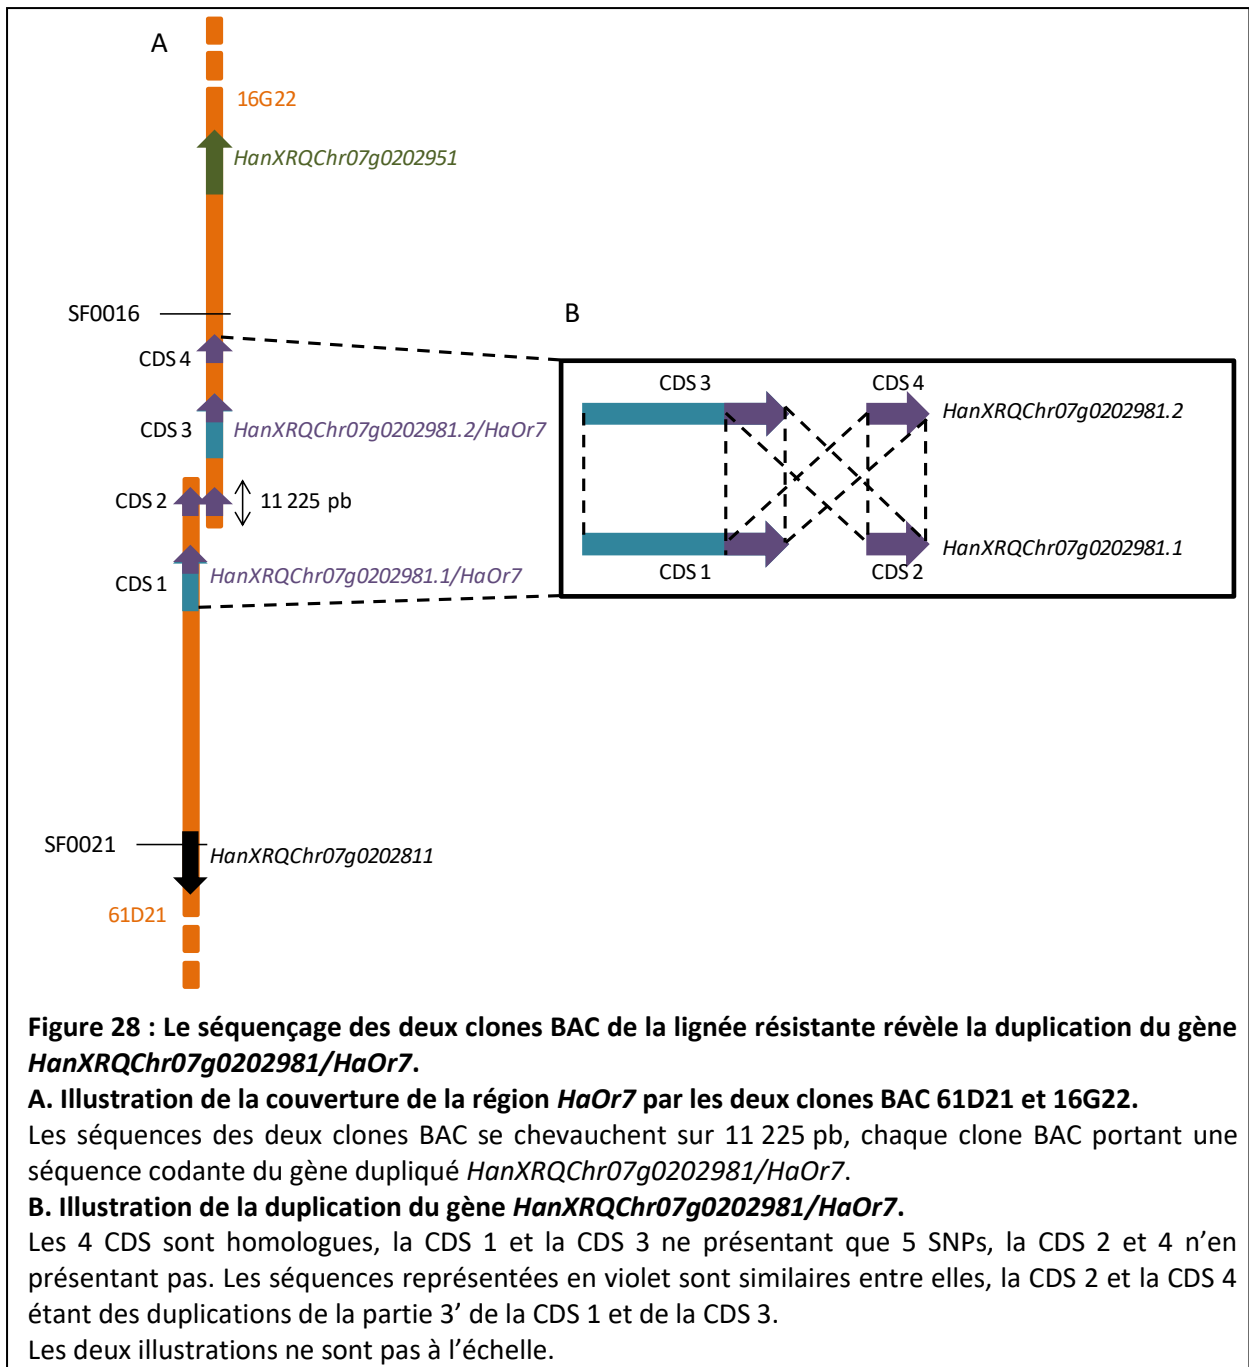 A
16G22
HanXRQChr07g0202951
SF0016
B
CDS 4
CDS 3
HanXRQChr07g0202981.2/HaOr7
CDS 2
11 225 pb
CDS 1
HanXRQChr07g0202981.1/HaOr7
CDS 3
CDS 4
HanXRQChr07g0202981.2
HanXRQChr07g0202981.1
CDS 1
CDS 2
SF0021
HanXRQChr07g0202811
61D21
Figure 28 : Le séquençage des deux clones BAC de la lignée résistante révèle la duplication du gène
HanXRQChr07g0202981/HaOr7.
A. Illustration de la couverture de la région HaOr7 par les deux clones BAC 61D21 et 16G22.
Les séquences des deux clones BAC se chevauchent sur 11 225 pb, chaque clone BAC portant une
séquence codante du gène dupliqué HanXRQChr07g0202981/HaOr7.
B. Illustration de la duplication du gène HanXRQChr07g0202981/HaOr7.
Les 4 CDS sont homologues, la CDS 1 et la CDS 3 ne présentant que 5 SNPs, la CDS 2 et 4 n'en
présentant pas. Les séquences représentées en violet sont similaires entre elles, la CDS 2 et la CDS 4
étant des duplications de la partie 3' de la CDS 1 et de la CDS 3.
Les deux illustrations ne sont pas à l'échelle.